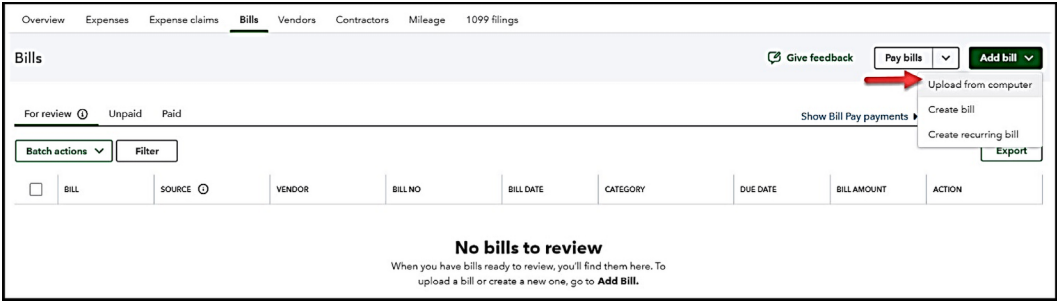 Overview Expenses Expense claims Bills Vendors Contractors Mileage 1099 filings
Bills Give feedback Pay bills Add bill
Upload from computer
Create bill
Create recurring bill
For review Unpaid Paid Show Bill Pay payments
Batch actions Filter Export
BILL SOURCE VENDOR BILL NO BILL DATE CATEGORY DUE DATE BILL AMOUNT ACTION
No bills to review
When you have bills ready to review, you'll find them here. To
upload a bill or create a new one, go to Add Bill.